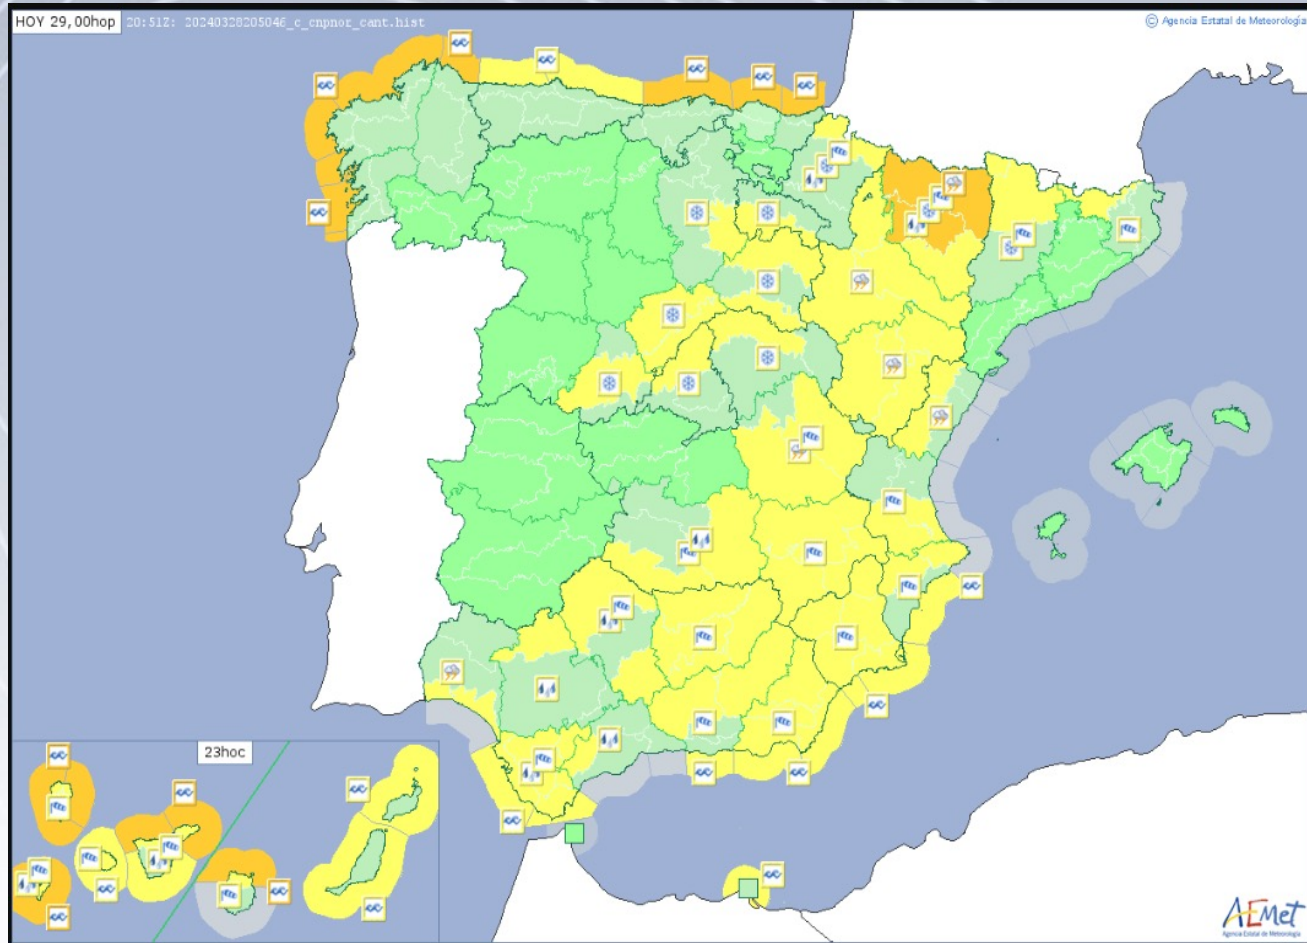 HOY 29,00hop
20:51Z: 20240328205046_c_cnpnor_cant.hist
© Agencia Estatal de Meteorología
23hoc
AEMet
Agencia Estatal de Meteorología